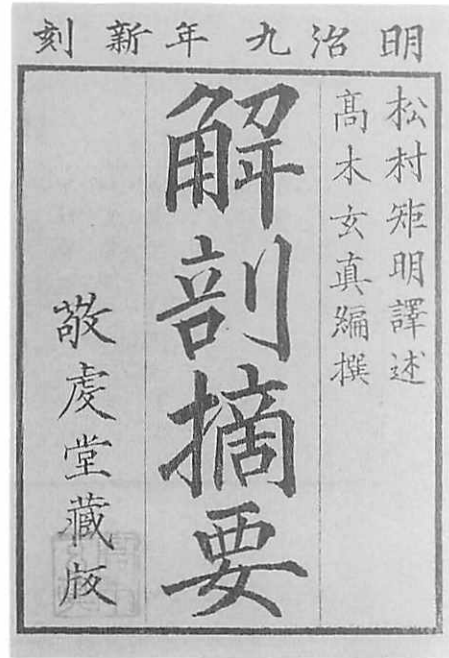 明治九年新刻
松村矩明譯述
髙木玄真編撰
解剖摘要
敬虔堂藏版